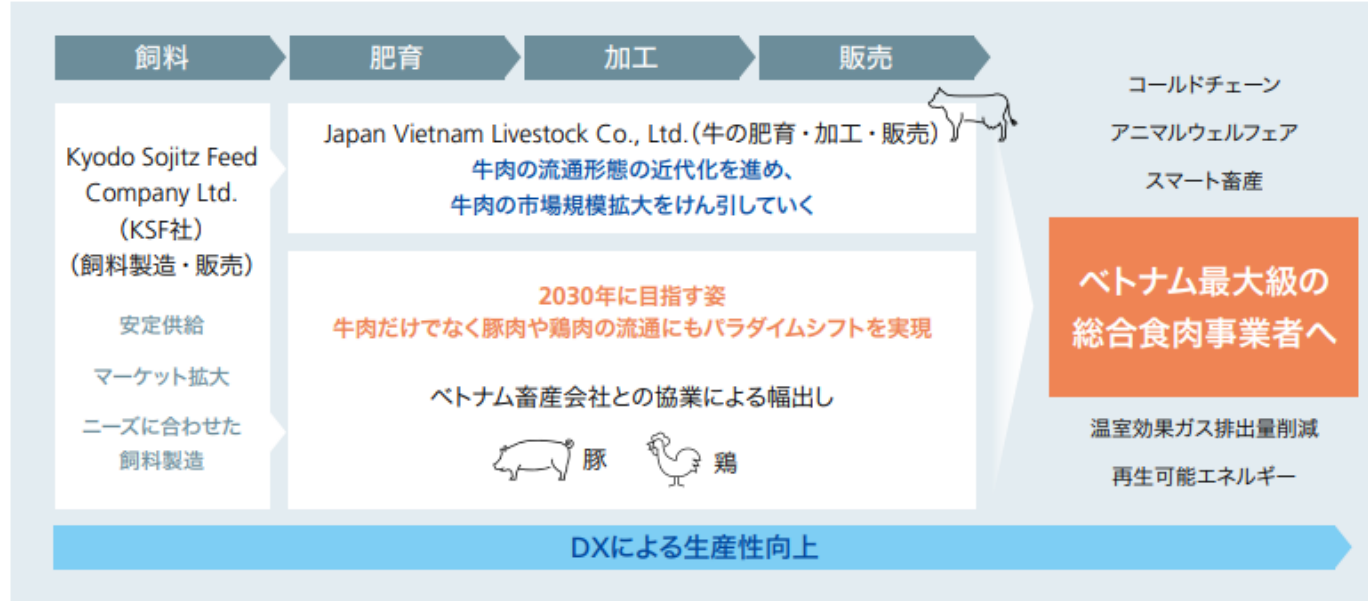 飼料
肥育
加工
販売
Kyodo Sojitz Feed
Company Ltd.
(KSF社)
(飼料製造・販売)
安定供給
マーケット拡大
ニーズに合わせた
飼料製造
Japan Vietnam Livestock Co., Ltd.(牛の肥育・加工・販売)
牛肉の流通形態の近代化を進め、
牛肉の市場規模拡大をけん引していく
2030年に目指す姿
牛肉だけでなく豚肉や鶏肉の流通にもパラダイムシフトを実現
ベトナム畜産会社との協業による幅出し
豚
鶏
コールドチェーン
アニマルウェルフェア
スマート畜産
ベトナム最大級の
総合食肉事業者へ
温室効果ガス排出量削減
再生可能エネルギー
DXによる生産性向上